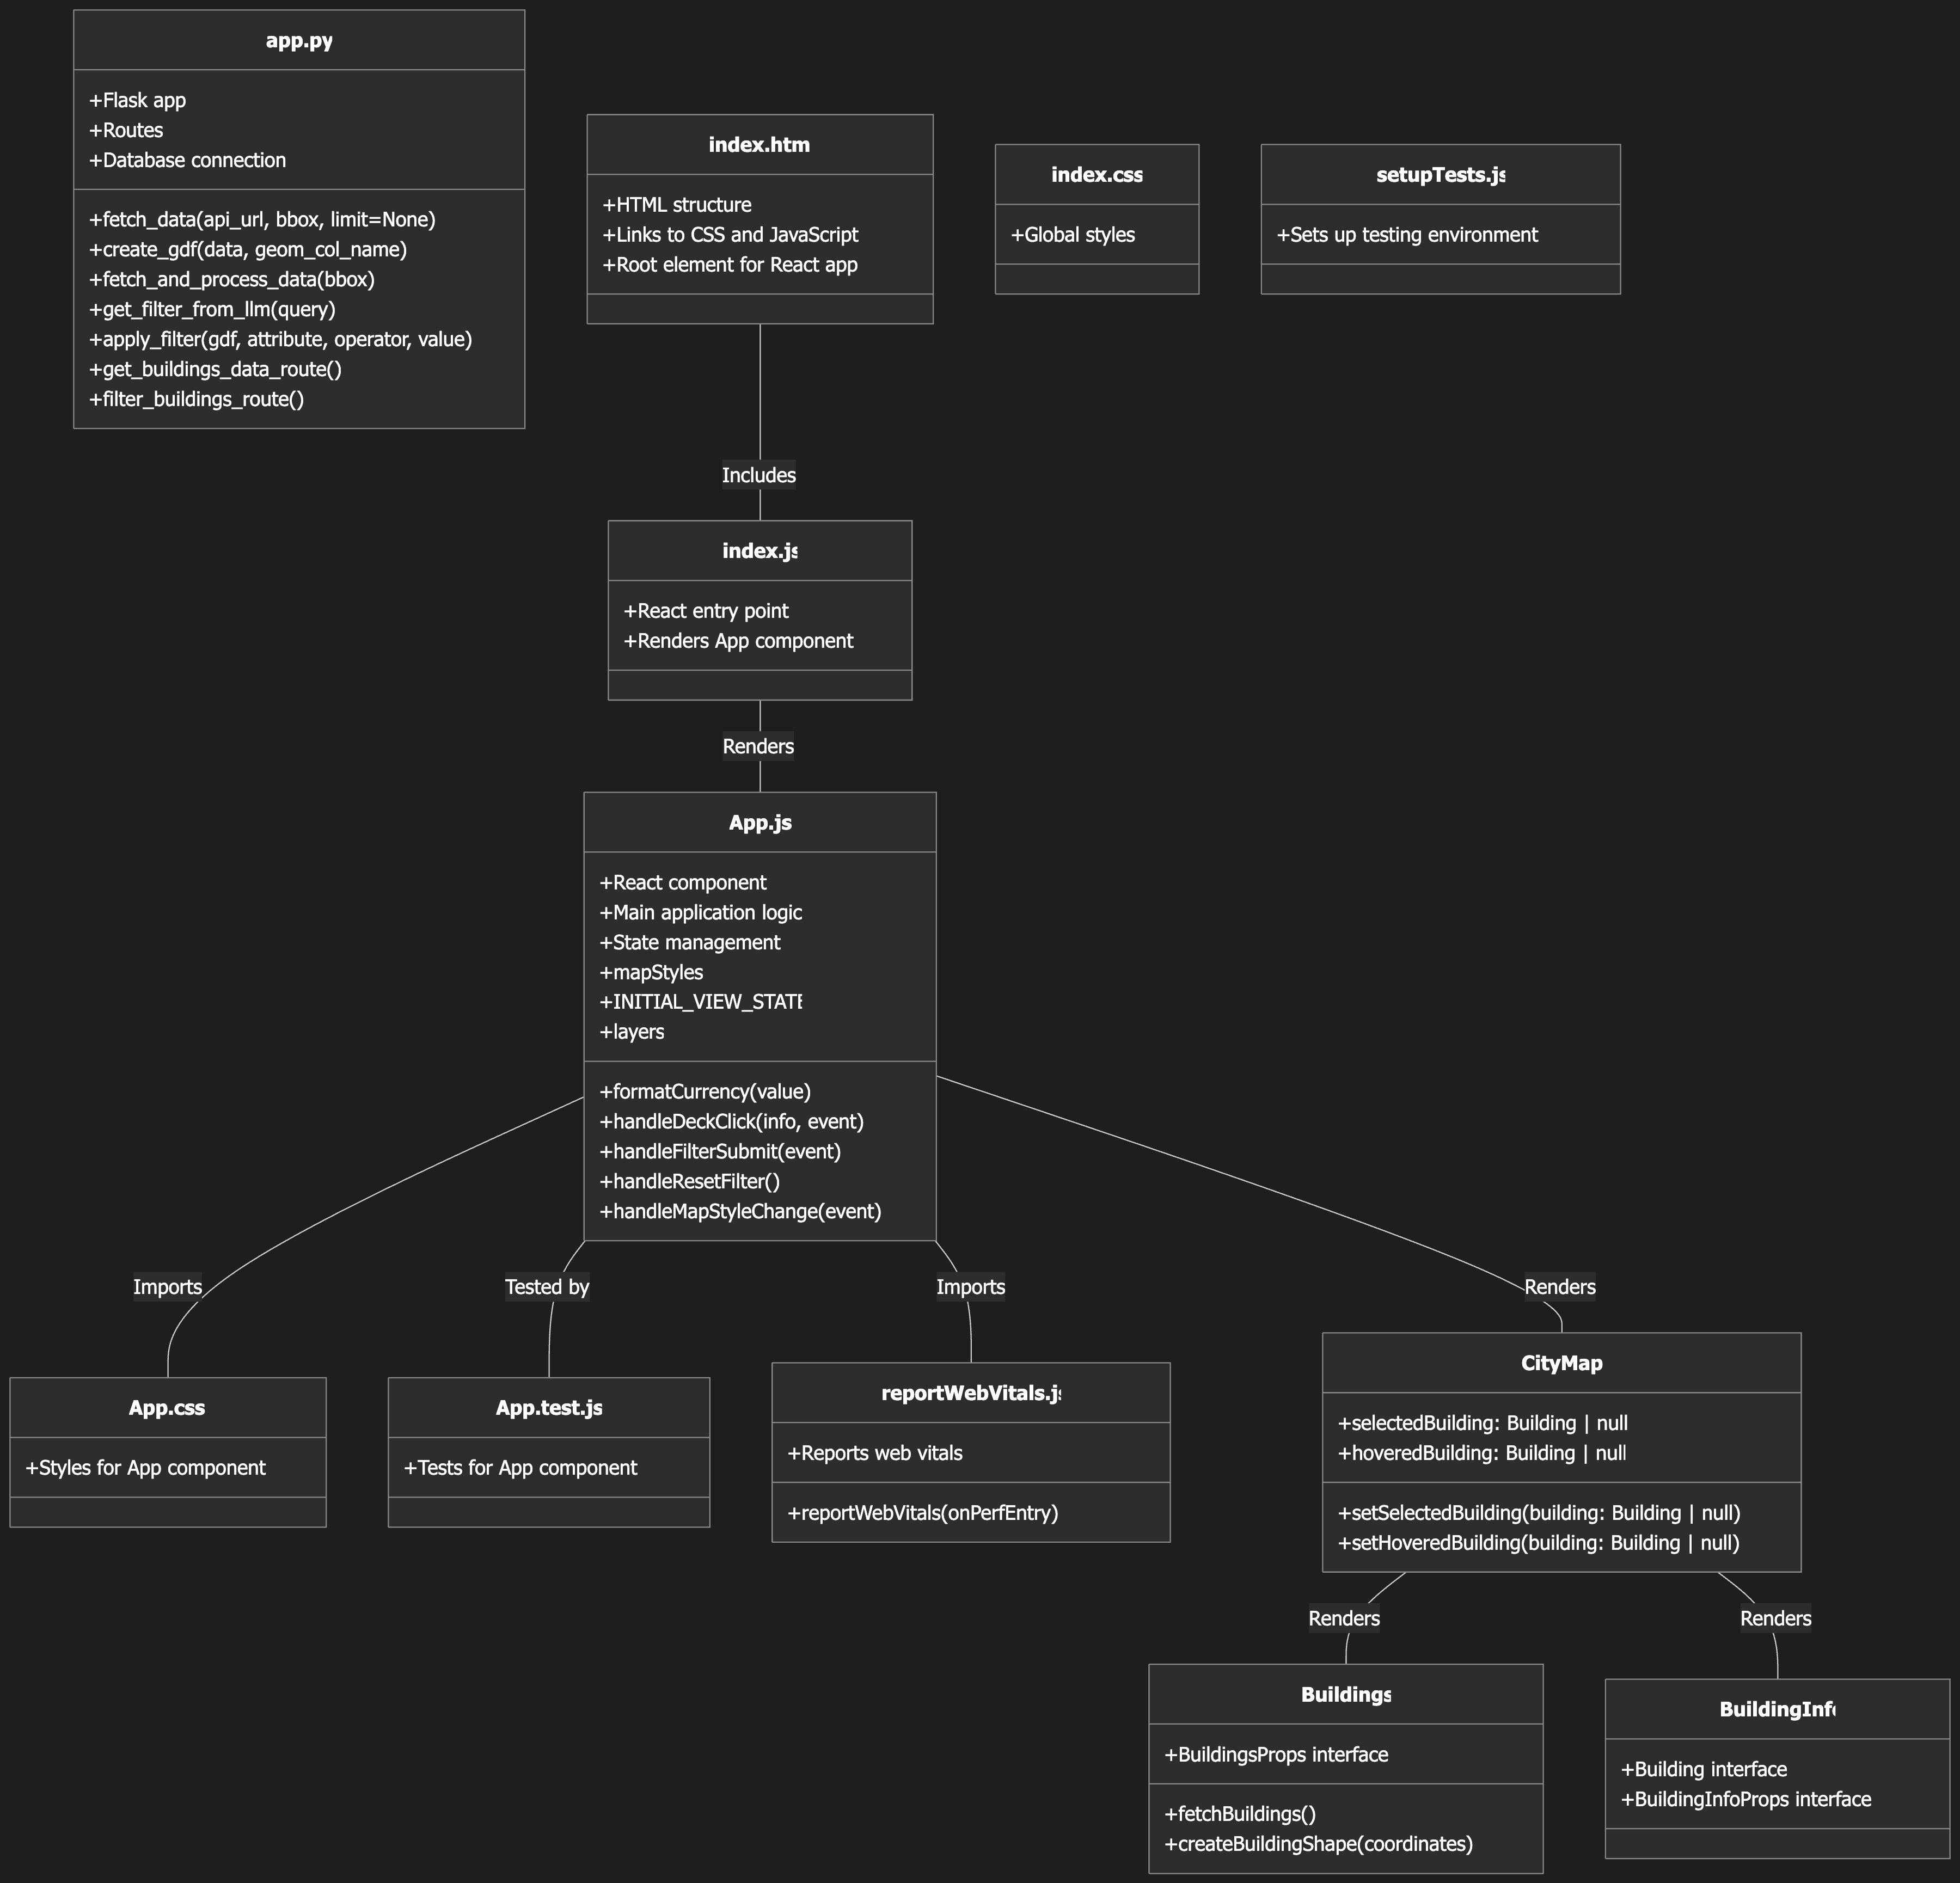 app.py
+Flask app
+Routes
+Database connection
+fetch_data(api_url, bbox, limit=None)
+create_gdf(data, geom_col_name)
+fetch_and_process_data(bbox)
+get_filter_from_llm(query)
+apply_filter(gdf, attribute, operator, value)
+get_buildings_data_route()
+filter_buildings_route()
index.htm
+HTML structure
+Links to CSS and JavaScript
+Root element for React app
index.css
+Global styles
setupTests.js
+Sets up testing environment
Includes
index.js
+React entry point
+Renders App component
Renders
App.js
+React component
+Main application logic
+State management
+mapStyles
+INITIAL_VIEW_STATE
+layers
+formatCurrency(value)
+handleDeckClick(info, event)
+handleFilterSubmit(event)
+handleResetFilter()
+handleMapStyleChange(event)
Imports
Tested by
Imports
Renders
App.css
+Styles for App component
App.test.js
+Tests for App component
reportWebVitals.js
+Reports web vitals
+reportWebVitals(onPerfEntry)
CityMap
+selectedBuilding: Building | null
+hoveredBuilding: Building | null
+setSelectedBuilding(building: Building | null)
+setHoveredBuilding(building: Building | null)
Renders
Renders
Buildings
+BuildingsProps interface
+fetchBuildings()
+createBuildingShape(coordinates)
BuildingInfo
+Building interface
+BuildingInfoProps interface